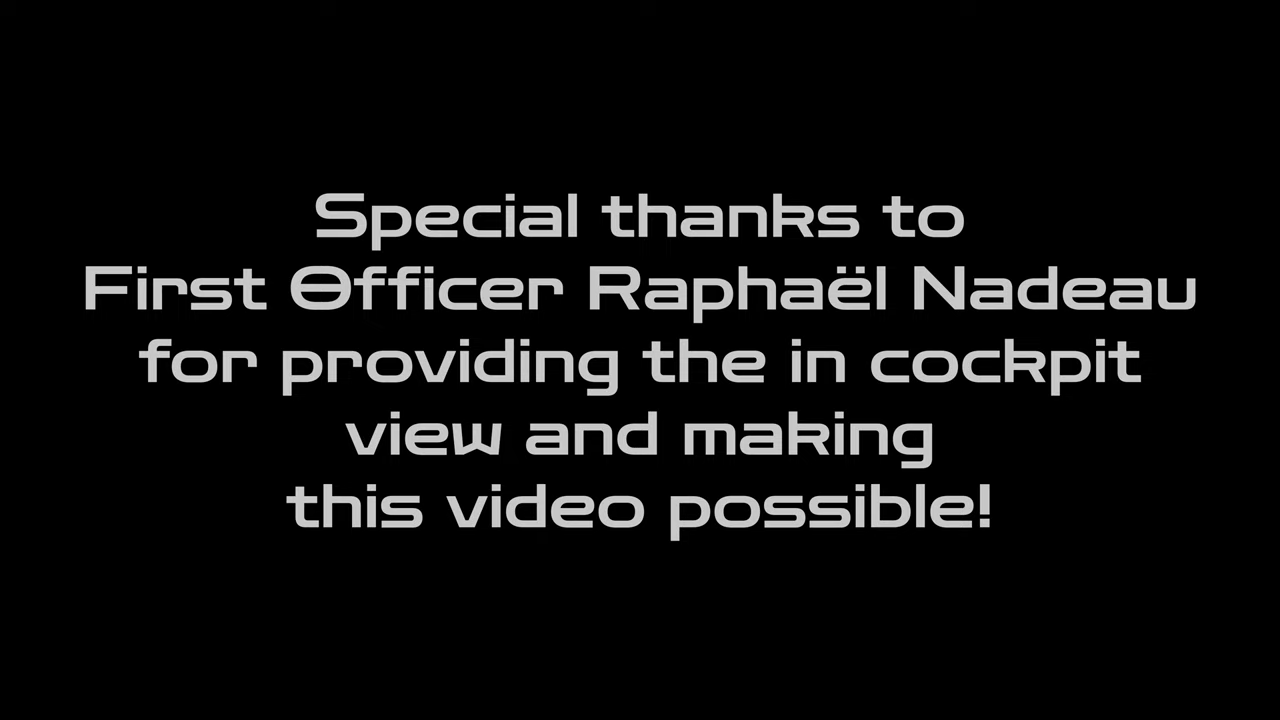 Special thanks to
First Officer Raphaël Nadeau
for providing the in cockpit
view and making
this video possible!